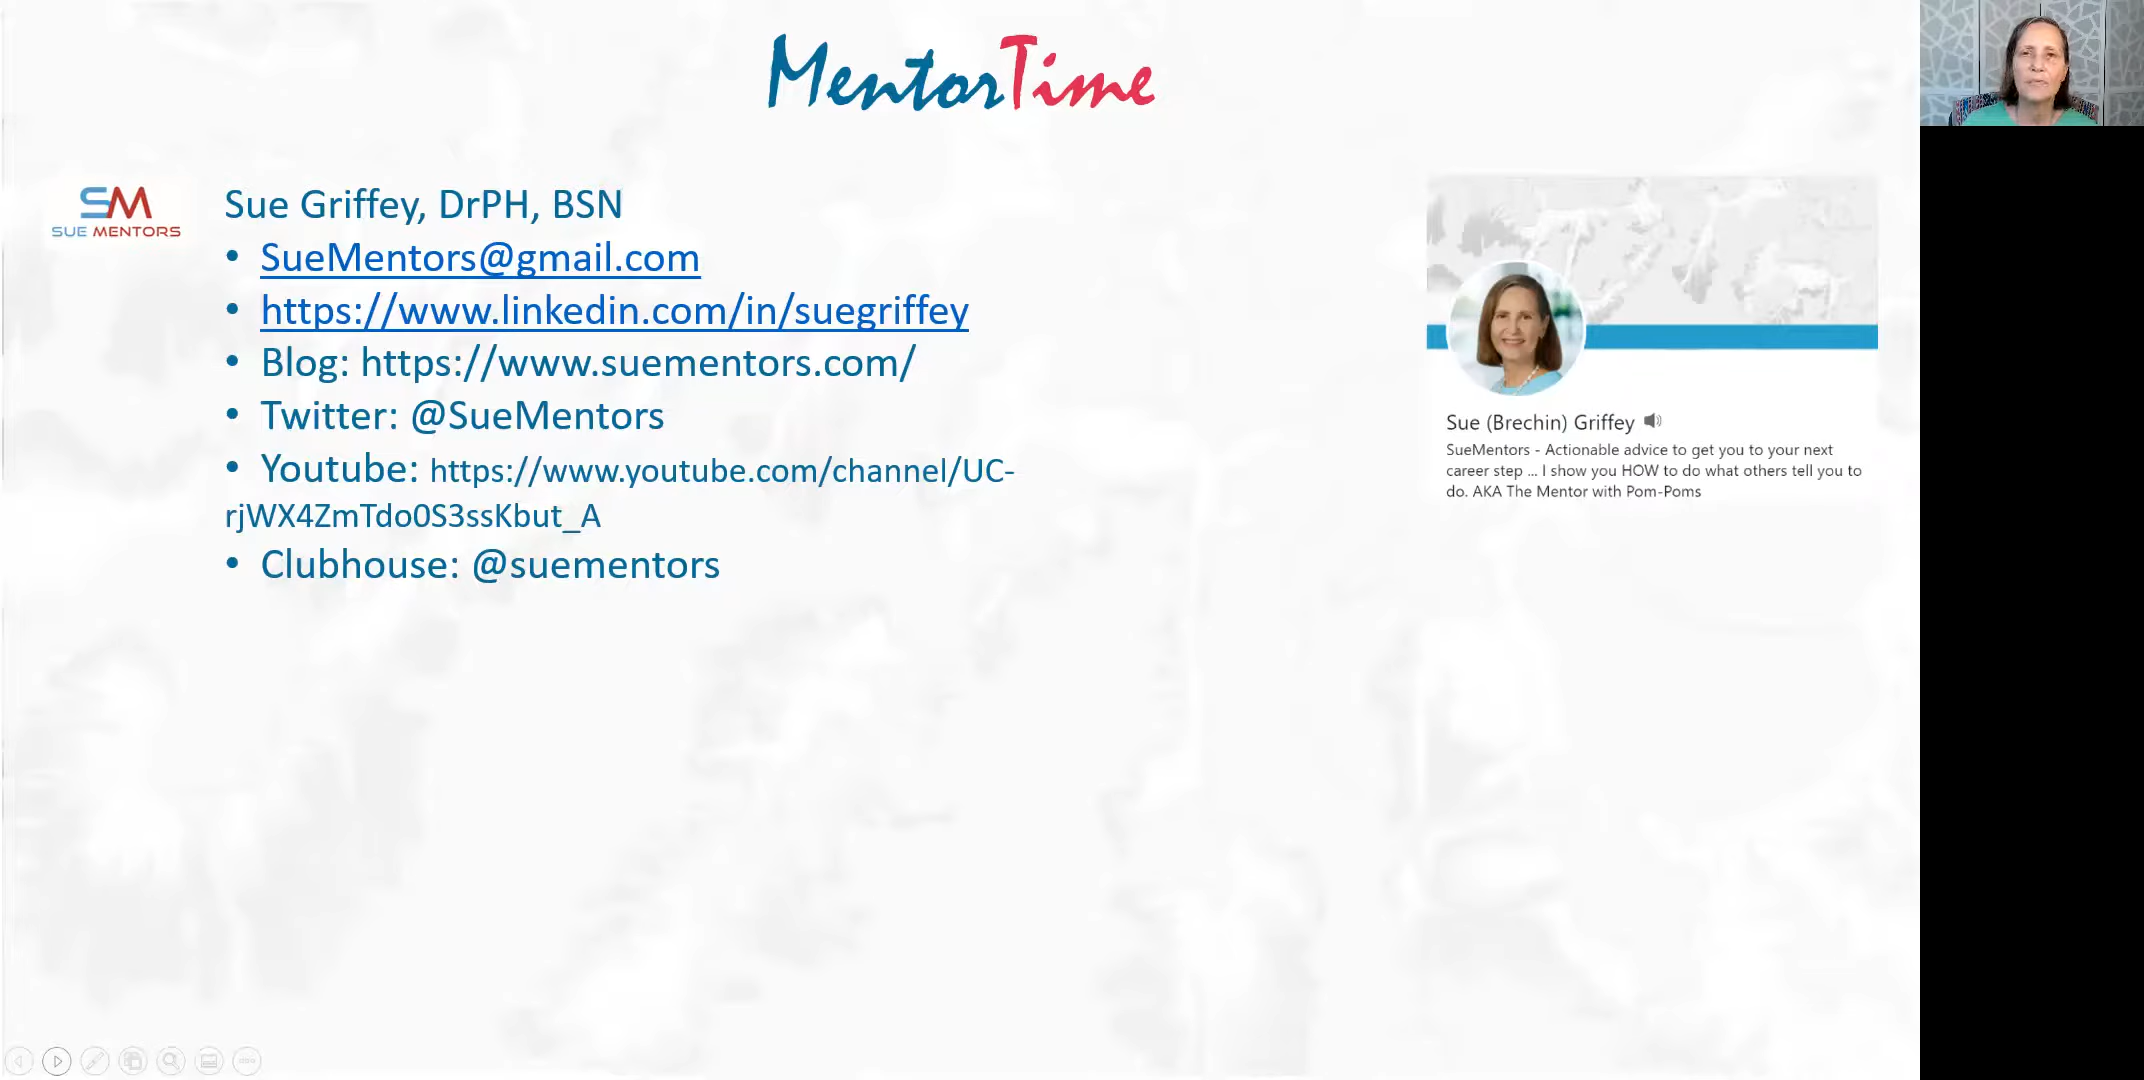 MentorTime
SM
SUE MENTORS
Sue Griffey, DrPH, BSN
• SueMentors@gmail.com
• https://www.linkedin.com/in/suegriffey
• Blog: https://www.suementors.com/
• Twitter: @SueMentors
• Youtube: https://www.youtube.com/channel/UC-
rjWX4ZmTdo0S3ssKbut_A
• Clubhouse: @suementors
Sue (Brechin) Griffey
SueMentors - Actionable advice to get you to your next
career step ... I show you HOW to do what others tell you to
do. AKA The Mentor with Pom-Poms